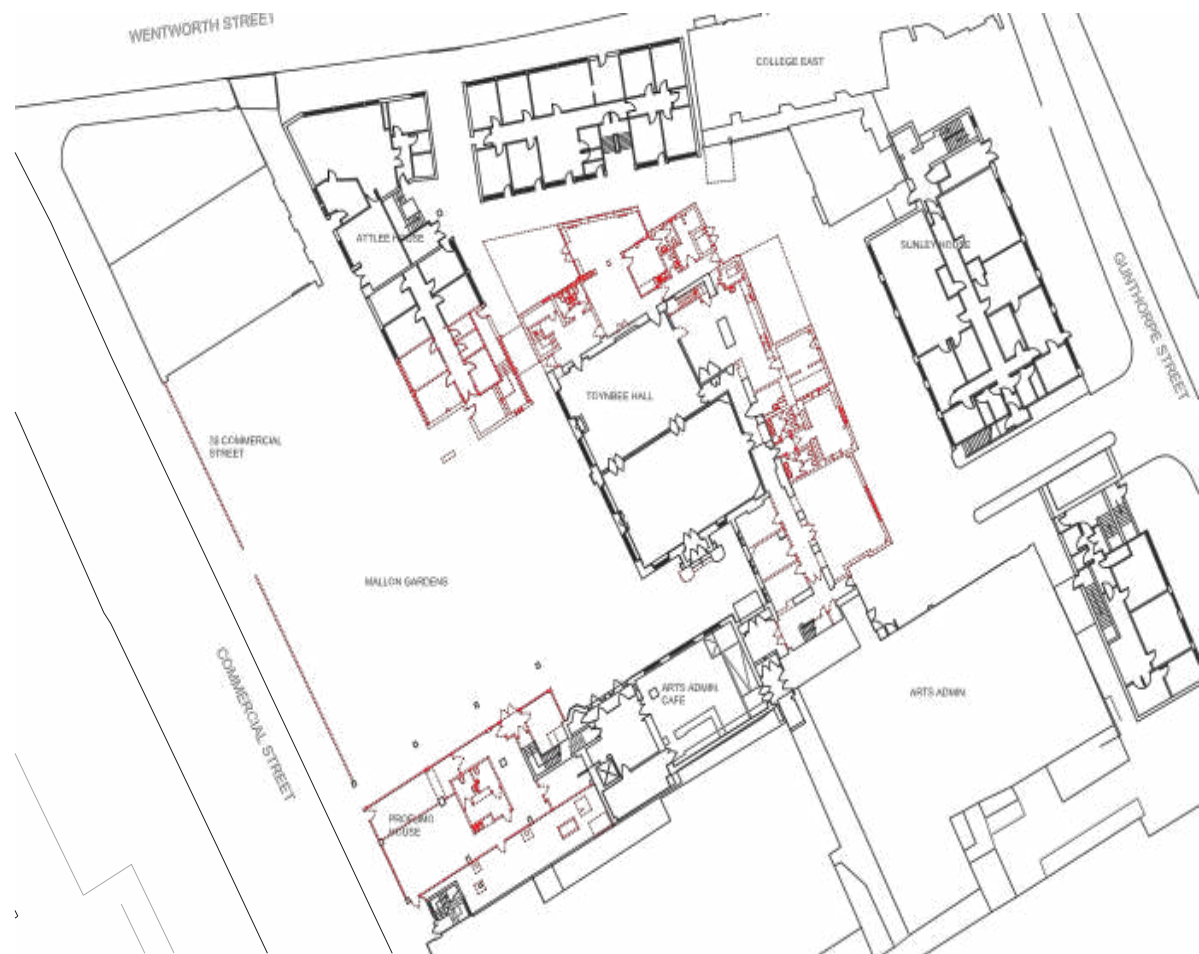 WENTWORTH STREET
COLLEGE EAST
ATTLEE HOUSE
SUNLEY HOUSE
GUNTHORPE STREET
TOYNBEE HALL
28 COMMERCIAL
STREET
MALLON GARDENS
COMMERCIAL STREET
ARTS ADMIN.
CAFE
ARTS ADMIN.
PROFUMO
HOUSE